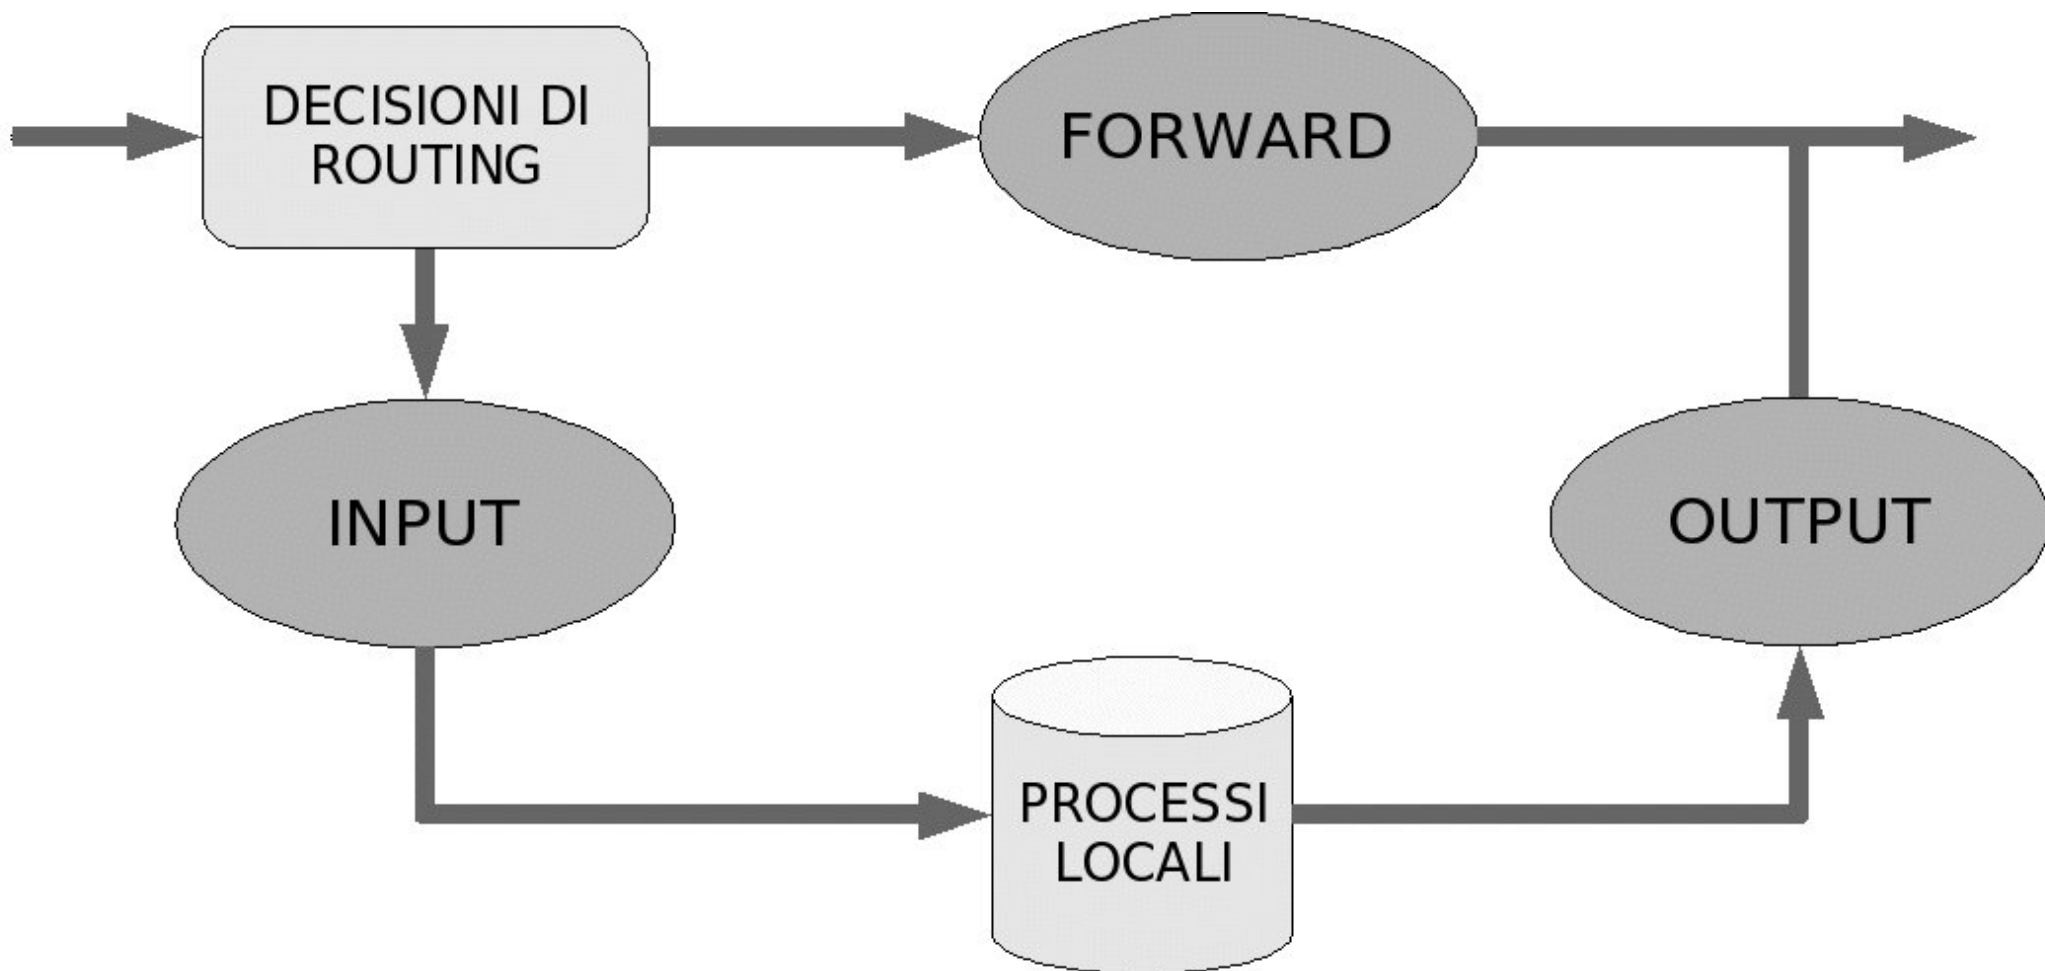 DECISIONI DI
ROUTING
FORWARD
INPUT
OUTPUT
PROCESSI
LOCALI